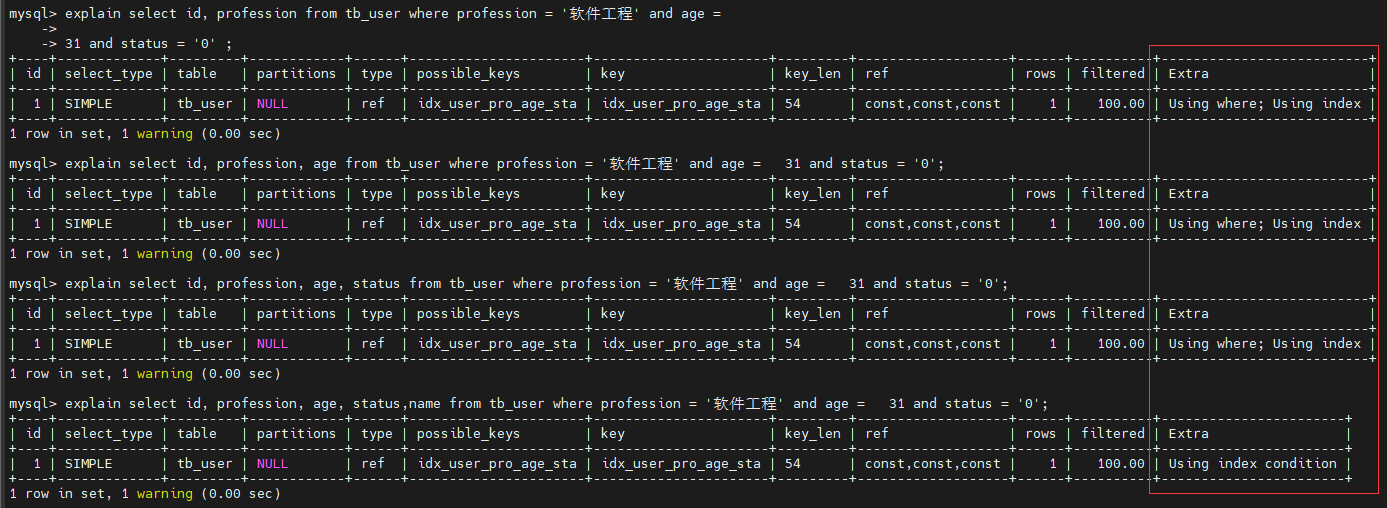 mysql> explain select id, profession from tb_user where profession = '软件工程' and age =
    ->
    -> 31 and status = '0' ;
+----+-------------+---------+------------+------+----------------------+----------------------+---------+-------------------+------+----------+--------------------------+
| id | select_type | table   | partitions | type | possible_keys        | key                  | key_len | ref               | rows | filtered | Extra                    |
+----+-------------+---------+------------+------+----------------------+----------------------+---------+-------------------+------+----------+--------------------------+
|  1 | SIMPLE      | tb_user | NULL       | ref  | idx_user_pro_age_sta | idx_user_pro_age_sta | 54      | const,const,const |    1 |   100.00 | Using where; Using index |
+----+-------------+---------+------------+------+----------------------+----------------------+---------+-------------------+------+----------+--------------------------+
1 row in set, 1 warning (0.00 sec)
mysql> explain select id, profession, age from tb_user where profession = '软件工程' and age =   31 and status = '0';
+----+-------------+---------+------------+------+----------------------+----------------------+---------+-------------------+------+----------+--------------------------+
| id | select_type | table   | partitions | type | possible_keys        | key                  | key_len | ref               | rows | filtered | Extra                    |
+----+-------------+---------+------------+------+----------------------+----------------------+---------+-------------------+------+----------+--------------------------+
|  1 | SIMPLE      | tb_user | NULL       | ref  | idx_user_pro_age_sta | idx_user_pro_age_sta | 54      | const,const,const |    1 |   100.00 | Using where; Using index |
+----+-------------+---------+------------+------+----------------------+----------------------+---------+-------------------+------+----------+--------------------------+
1 row in set, 1 warning (0.00 sec)
mysql> explain select id, profession, age, status from tb_user where profession = '软件工程' and age =   31 and status = '0';
+----+-------------+---------+------------+------+----------------------+----------------------+---------+-------------------+------+----------+--------------------------+
| id | select_type | table   | partitions | type | possible_keys        | key                  | key_len | ref               | rows | filtered | Extra                    |
+----+-------------+---------+------------+------+----------------------+----------------------+---------+-------------------+------+----------+--------------------------+
|  1 | SIMPLE      | tb_user | NULL       | ref  | idx_user_pro_age_sta | idx_user_pro_age_sta | 54      | const,const,const |    1 |   100.00 | Using where; Using index |
+----+-------------+---------+------------+------+----------------------+----------------------+---------+-------------------+------+----------+--------------------------+
1 row in set, 1 warning (0.00 sec)
mysql> explain select id, profession, age, status,name from tb_user where profession = '软件工程' and age =   31 and status = '0';
+----+-------------+---------+------------+------+----------------------+----------------------+---------+-------------------+------+----------+-----------------------+
| id | select_type | table   | partitions | type | possible_keys        | key                  | key_len | ref               | rows | filtered | Extra                 |
+----+-------------+---------+------------+------+----------------------+----------------------+---------+-------------------+------+----------+-----------------------+
|  1 | SIMPLE      | tb_user | NULL       | ref  | idx_user_pro_age_sta | idx_user_pro_age_sta | 54      | const,const,const |    1 |   100.00 | Using index condition |
+----+-------------+---------+------------+------+----------------------+----------------------+---------+-------------------+------+----------+-----------------------+
1 row in set, 1 warning (0.00 sec)